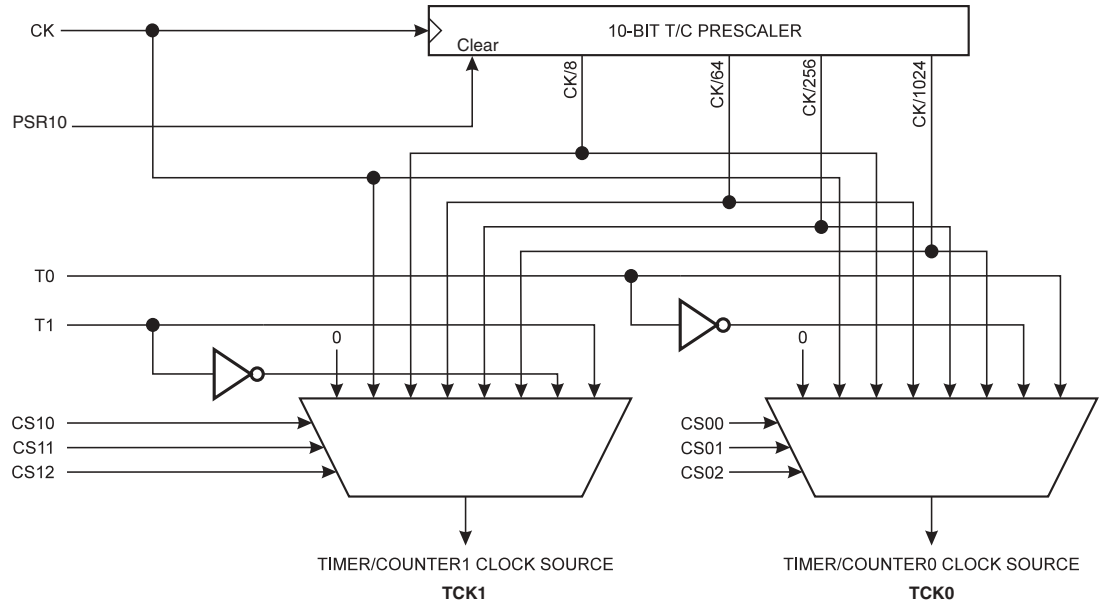 CK
10-BIT T/C PRESCALER
Clear
CK/8
CK/64
CK/256
CK/1024
PSR10
T0
T1
0
0
CS10
CS11
CS12
CS00
CS01
CS02
TIMER/COUNTER1 CLOCK SOURCE
TCK1
TIMER/COUNTER0 CLOCK SOURCE
TCK0